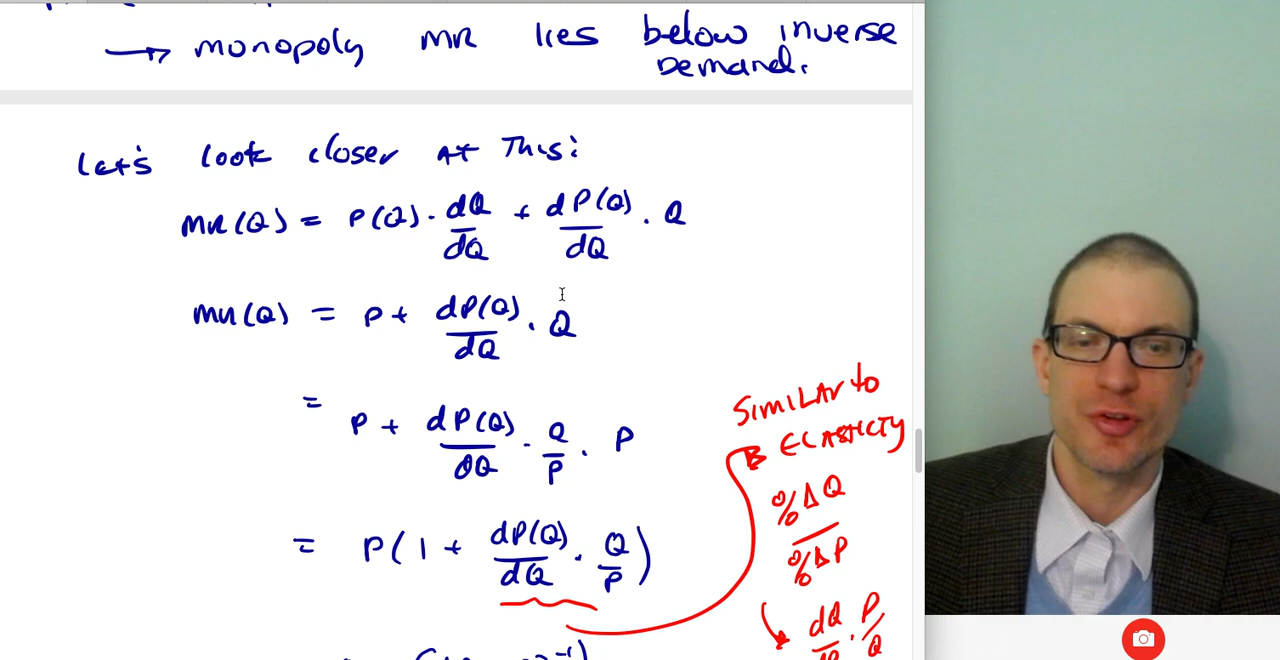 → monopoly MR lies below inverse
Demand.
Let's look closer at this:
MR(Q) = P(Q) · dQ/dQ + dP(Q)/dQ · Q
MR(Q) = P + dP(Q)/dQ · Q
= P + dP(Q)/dQ · Q/P · P
= P(1 + dP(Q)/dQ · Q/P)
Similar to
Elasticity
%ΔQ
%ΔP
dQ · P/Q